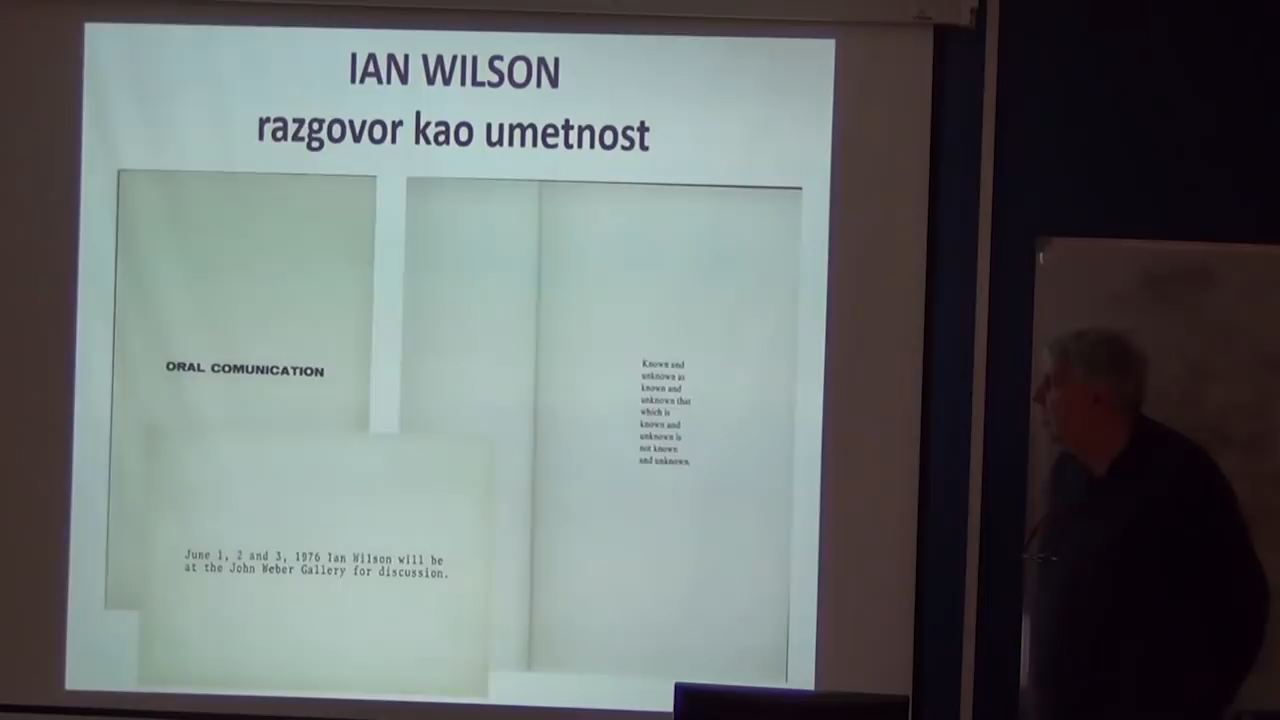 IAN WILSON
razgovor kao umetnost
ORAL COMUNICATION
Known and
unknown as
known and
unknown that
which is
known and
unknown is
not known
and unknown.
June 1, 2 and 3, 1976 Ian Wilson will be
at the John Weber Gallery for discussion.